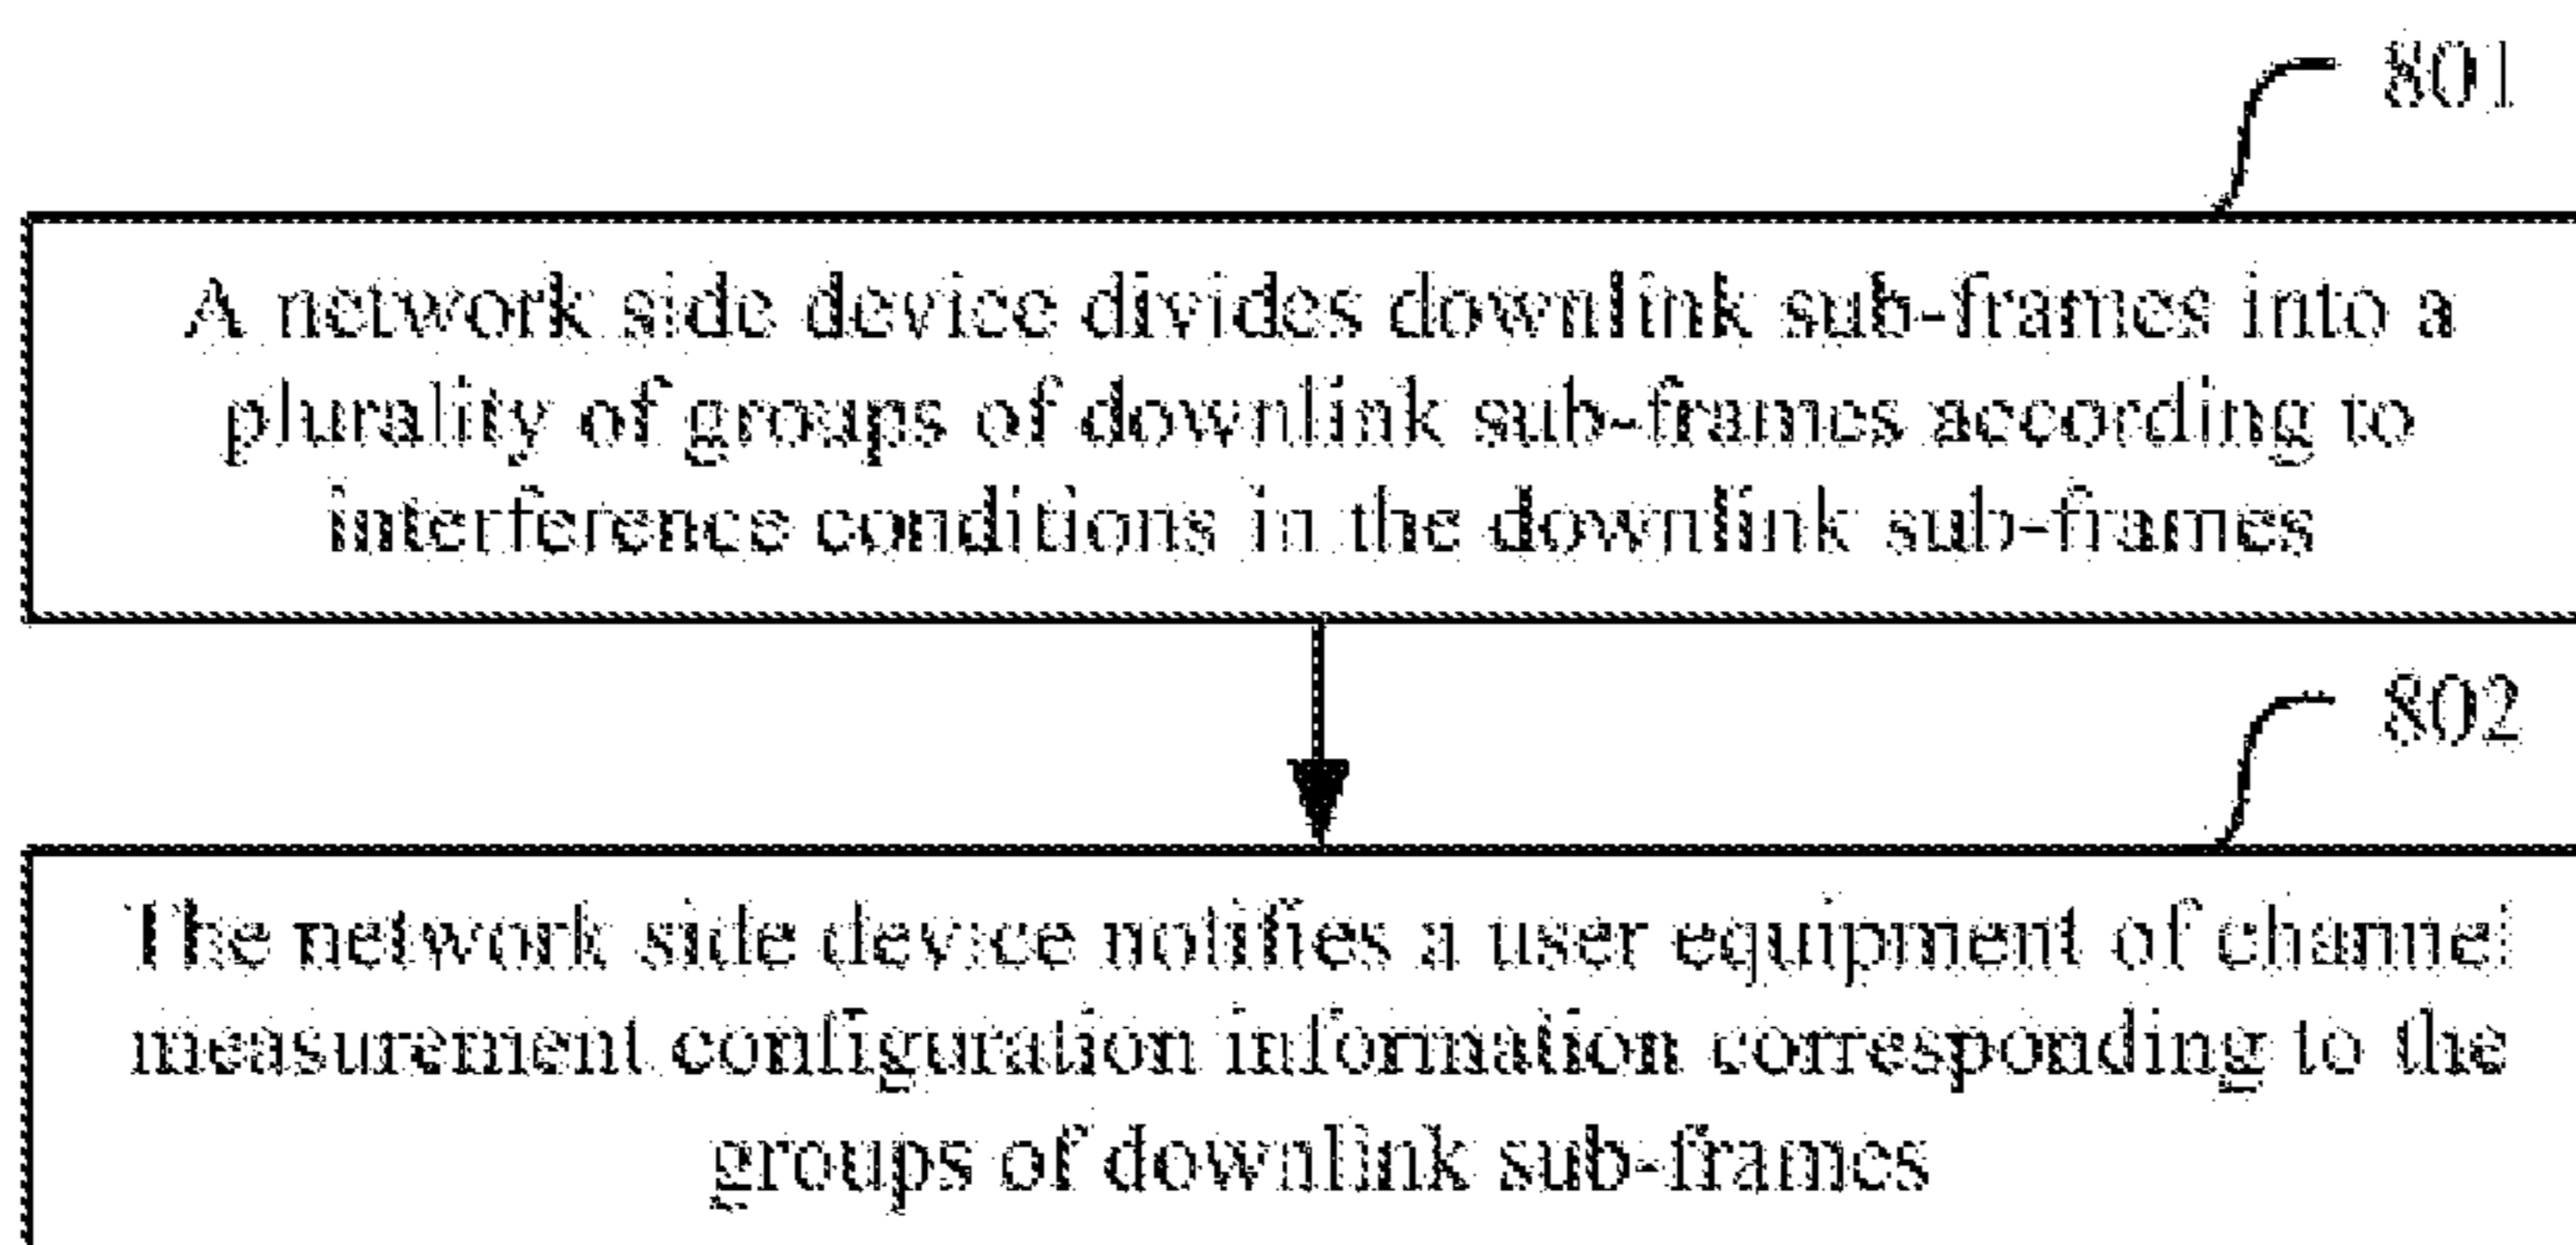 801
A network side device divides downlink sub-frames into a
plurality of groups of downlink sub-frames according to
interference conditions in the downlink sub-frames
802
The network side device notifies a user equipment of channel
measurement configuration information corresponding to the
groups of downlink sub-frames